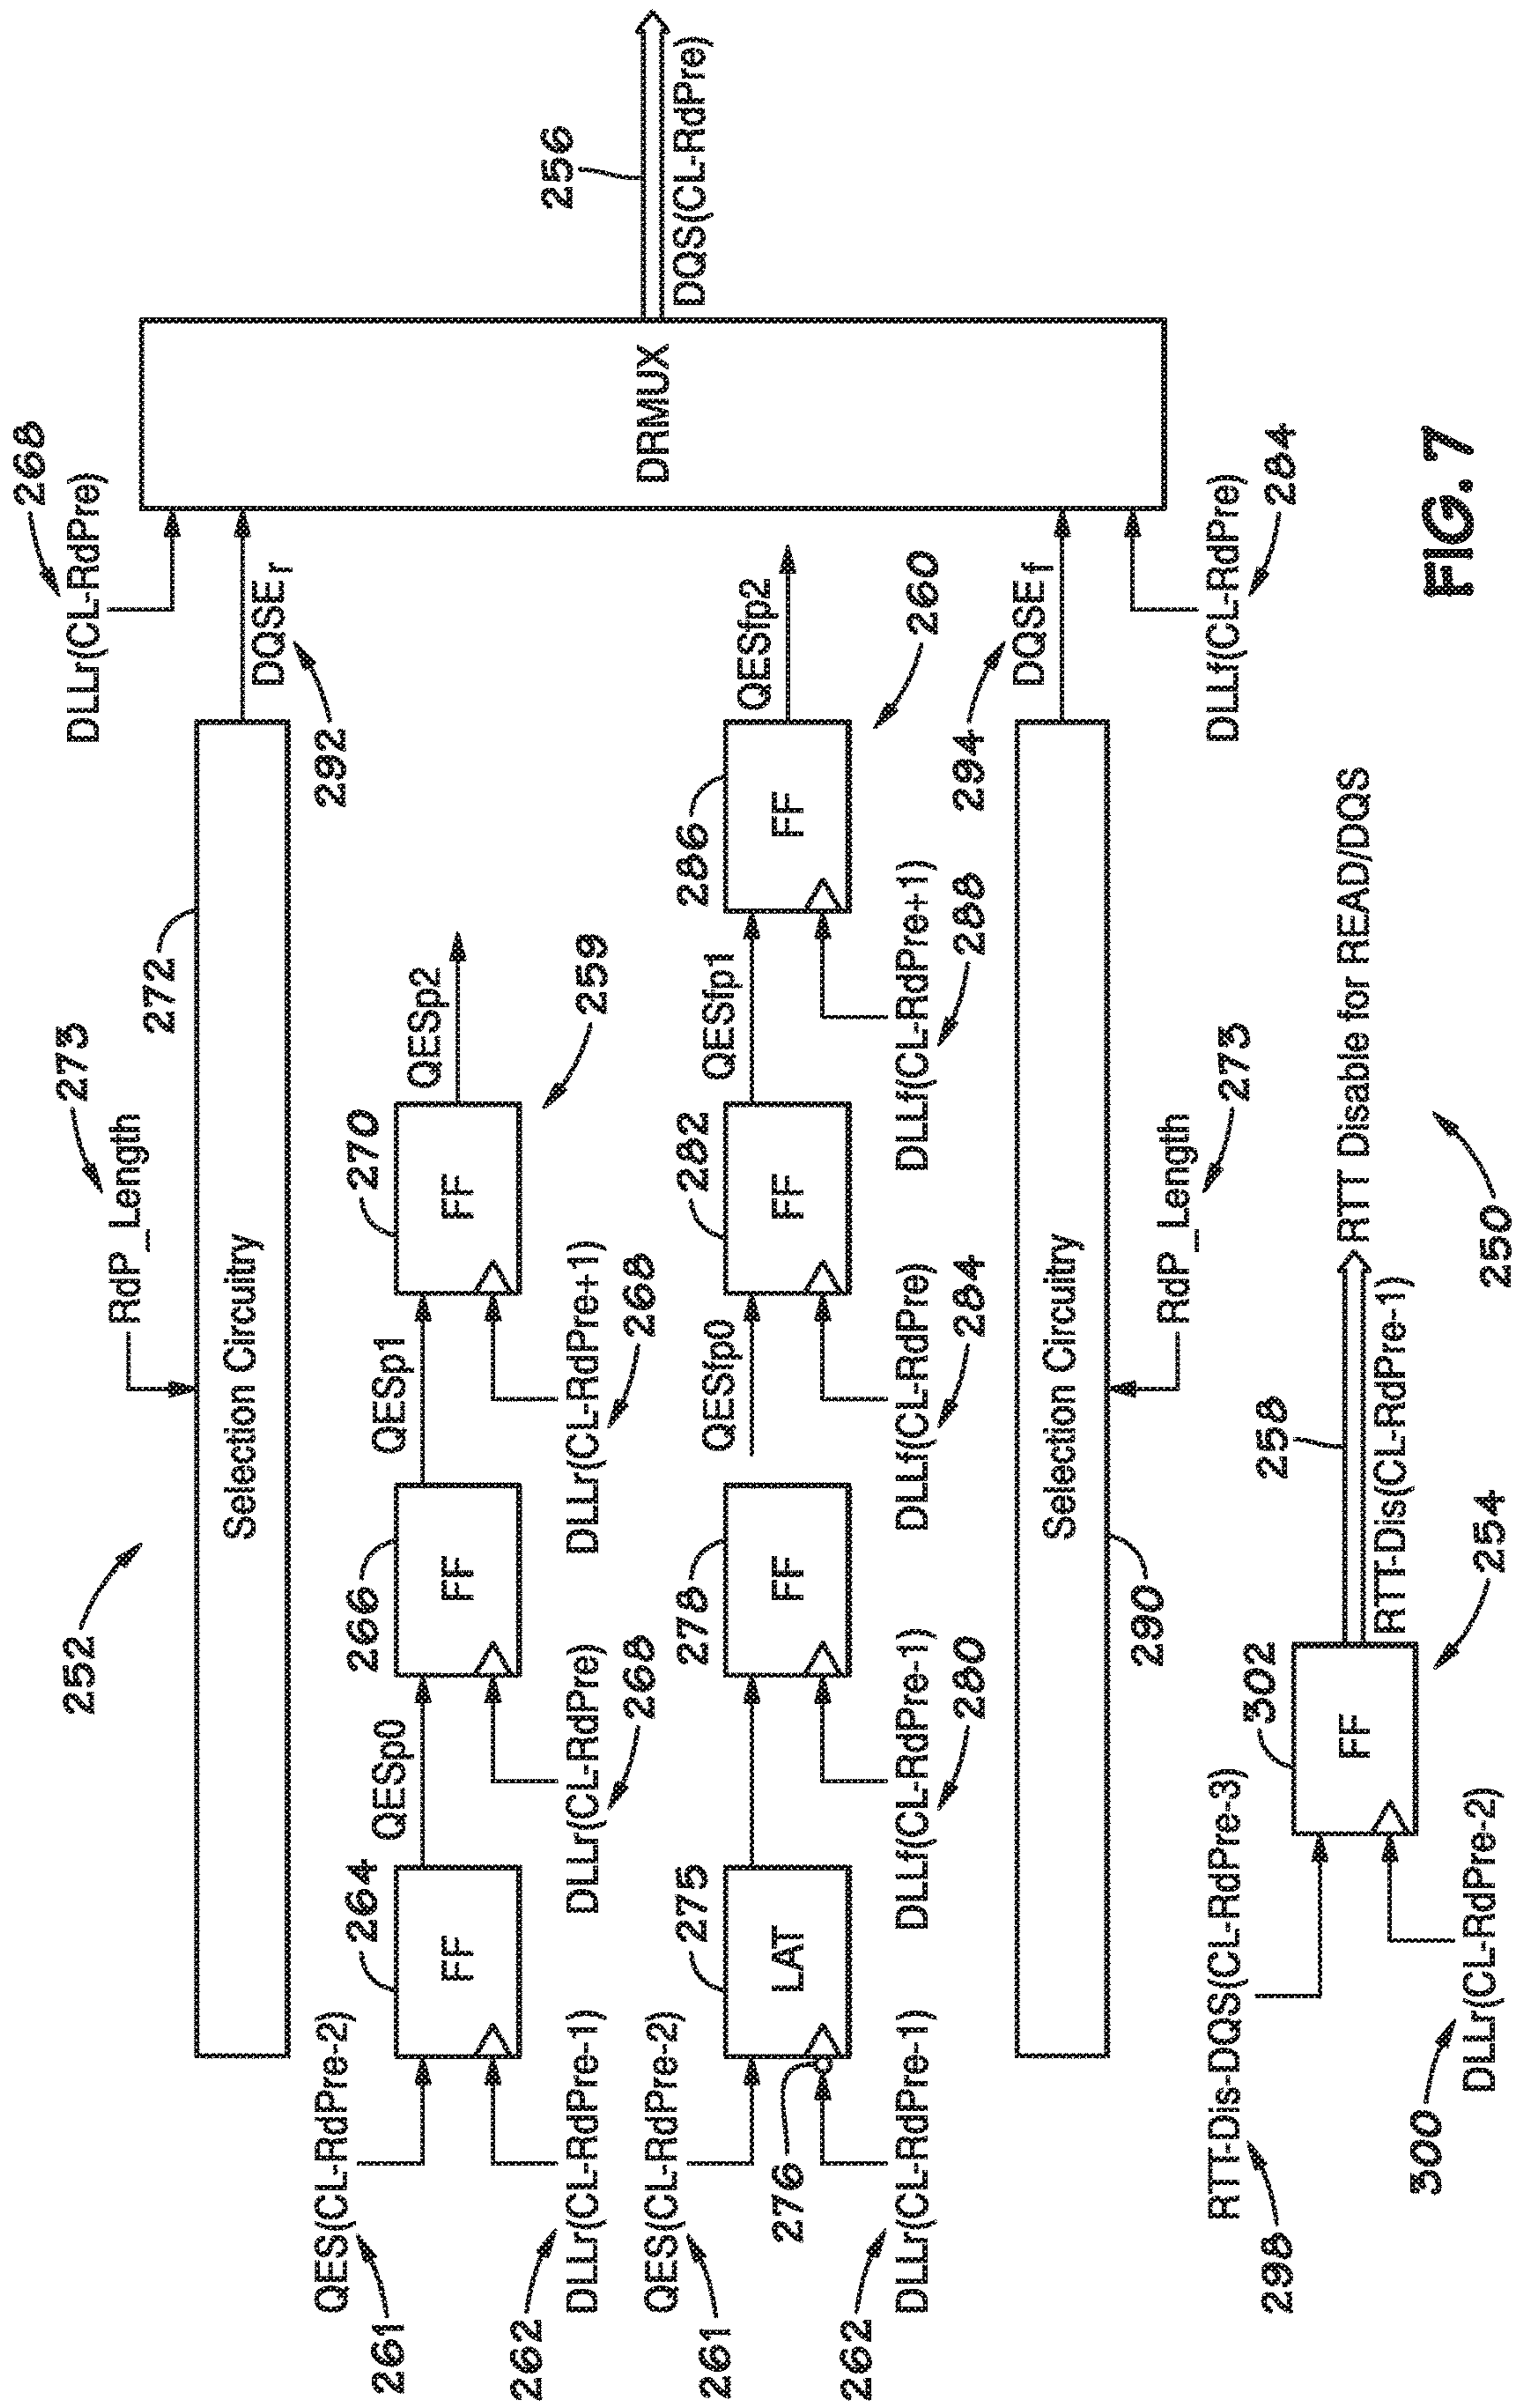 252
273
RdP_Length
272
Selection Circuitry
268
DLLr(CL-RdPre)
DQSEr
292
QES(CL-RdPre-2)
261
264
FF
262
DLLr(CL-RdPre-1)
QESp0
266
FF
DLLr(CL-RdPre)
268
QESp1
270
FF
DLLr(CL-RdPre+1)
268
QESp2
259
DRMUX
256
DQS(CL-RdPre)
QES(CL-RdPre-2)
261
275
LAT
276
262
DLLr(CL-RdPre-1)
278
FF
DLLf(CL-RdPre-1)
280
QESfp0
282
FF
DLLf(CL-RdPre)
284
QESfp1
286
FF
DLLf(CL-RdPre+1)
288
QESfp2
260
294
DQSEf
Selection Circuitry
290
RdP_Length
273
DLLf(CL-RdPre)
284
RTT-Dis-DQS(CL-RdPre-3)
298
302
FF
300
DLLr(CL-RdPre-2)
254
258
RTT-Dis(CL-RdPre-1)
RTT Disable for READ/DQS
250
FIG. 7